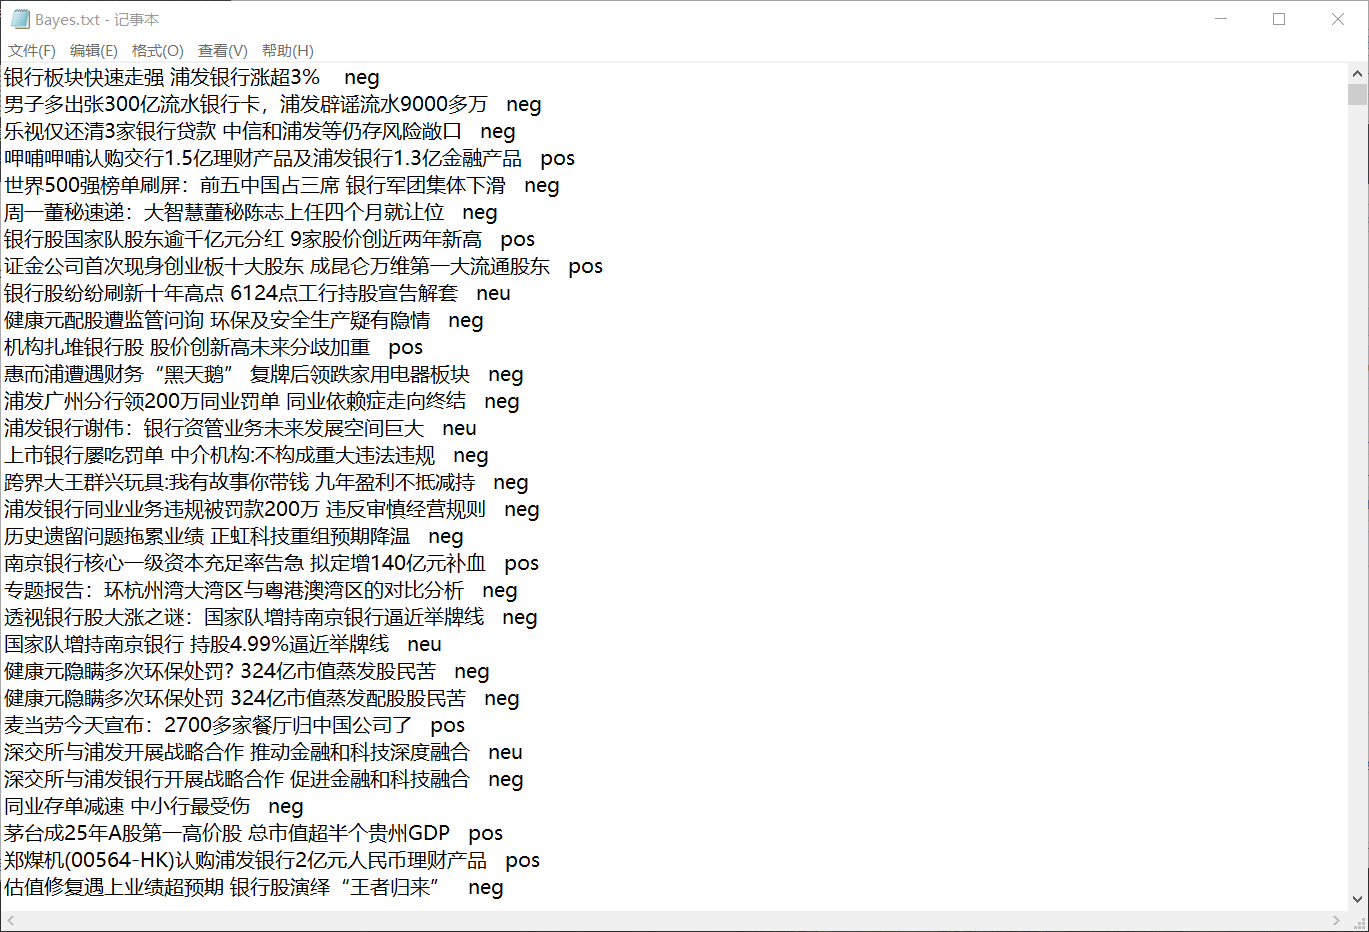 Bayes.txt - 记事本
文件(F) 编辑(E) 格式(O) 查看(V) 帮助(H)
银行板块快速走强 浦发银行涨超3% neg
男子多出张300亿流水银行卡，浦发辟谣流水9000多万 neg
乐视仅还清3家银行贷款 中信和浦发等仍存风险敞口 neg
呷哺呷哺认购交行1.5亿理财产品及浦发银行1.3亿金融产品 pos
世界500强榜单刷屏：前五中国占三席 银行军团集体下滑 neg
周一董秘速递：大智慧董秘陈志上任四个月就让位 neg
银行股国家队股东逾千亿元分红 9家股价创近两年新高 pos
证金公司首次现身创业板十大股东 成昆仑万维第一大流通股东 pos
银行股纷纷刷新十年高点 6124点工行持股宣告解套 neu
健康元配股遭监管问询 环保及安全生产疑有隐情 neg
机构扎堆银行股 股价创新高未来分歧加重 pos
惠而浦遭遇财务“黑天鹅” 复牌后领跌家用电器板块 neg
浦发广州分行领200万同业罚单 同业依赖症走向终结 neg
浦发银行谢伟：银行资管业务未来发展空间巨大 neu
上市银行屡吃罚单 中介机构:不构成重大违法违规 neg
跨界大王群兴玩具:我有故事你带钱 九年盈利不抵减持 neg
浦发银行同业业务违规被罚款200万 违反审慎经营规则 neg
历史遗留问题拖累业绩 正虹科技重组预期降温 neg
南京银行核心一级资本充足率告急 拟定增140亿元补血 pos
专题报告：环杭州湾大湾区与粤港澳湾区的对比分析 neg
透视银行股大涨之谜：国家队增持南京银行逼近举牌线 neg
国家队增持南京银行 持股4.99%逼近举牌线 neu
健康元隐瞒多次环保处罚? 324亿市值蒸发股民苦 neg
健康元隐瞒多次环保处罚 324亿市值蒸发配股股民苦 neg
麦当劳今天宣布：2700多家餐厅归中国公司了 pos
深交所与浦发开展战略合作 推动金融和科技深度融合 neu
深交所与浦发银行开展战略合作 促进金融和科技融合 neg
同业存单减速 中小行最受伤 neg
茅台成25年A股第一高价股 总市值超半个贵州GDP pos
郑煤机(00564-HK)认购浦发银行2亿元人民币理财产品 pos
估值修复遇上业绩超预期 银行股演绎“王者归来” neg